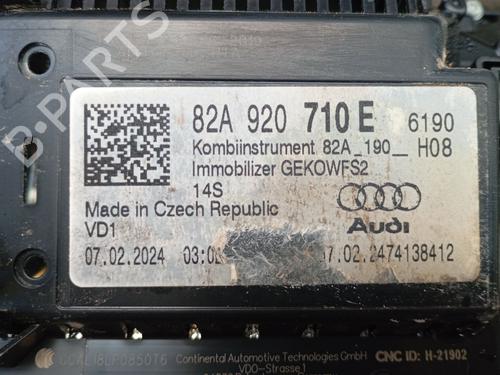 82A 920 710 E 6190
Kombiinstrument 82A_190__ H08
Immobilizer GEKOWFS2
14S
Made in Czech Republic
VD1
Audi
07.02.2024 03:0 7.02.2474138412
Continental Automotive Technologies GmbH CNC ID: H-21902
VDO-Strasse 1